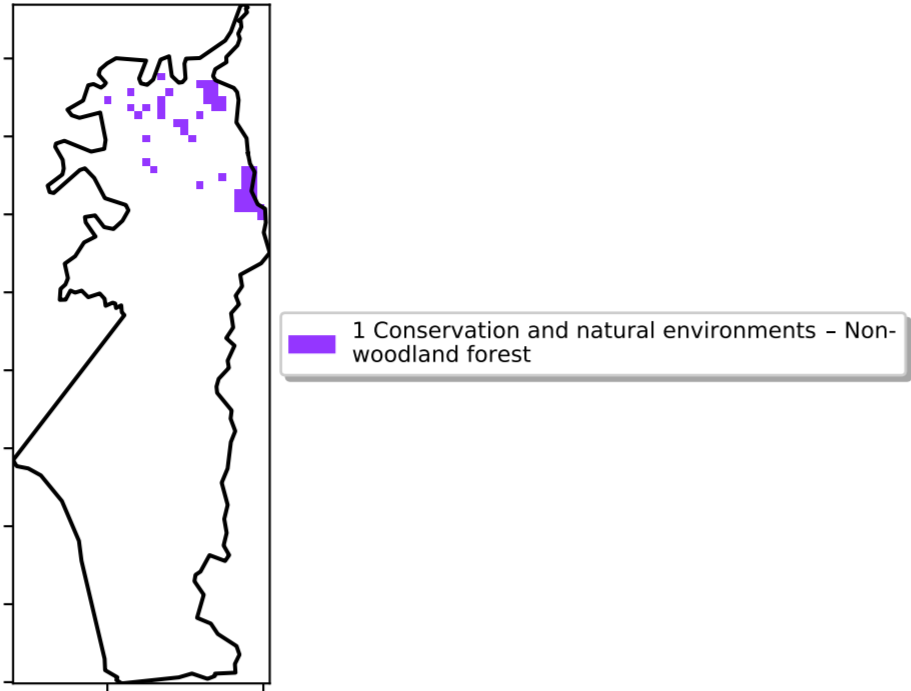 1 Conservation and natural environments – Non-
woodland forest